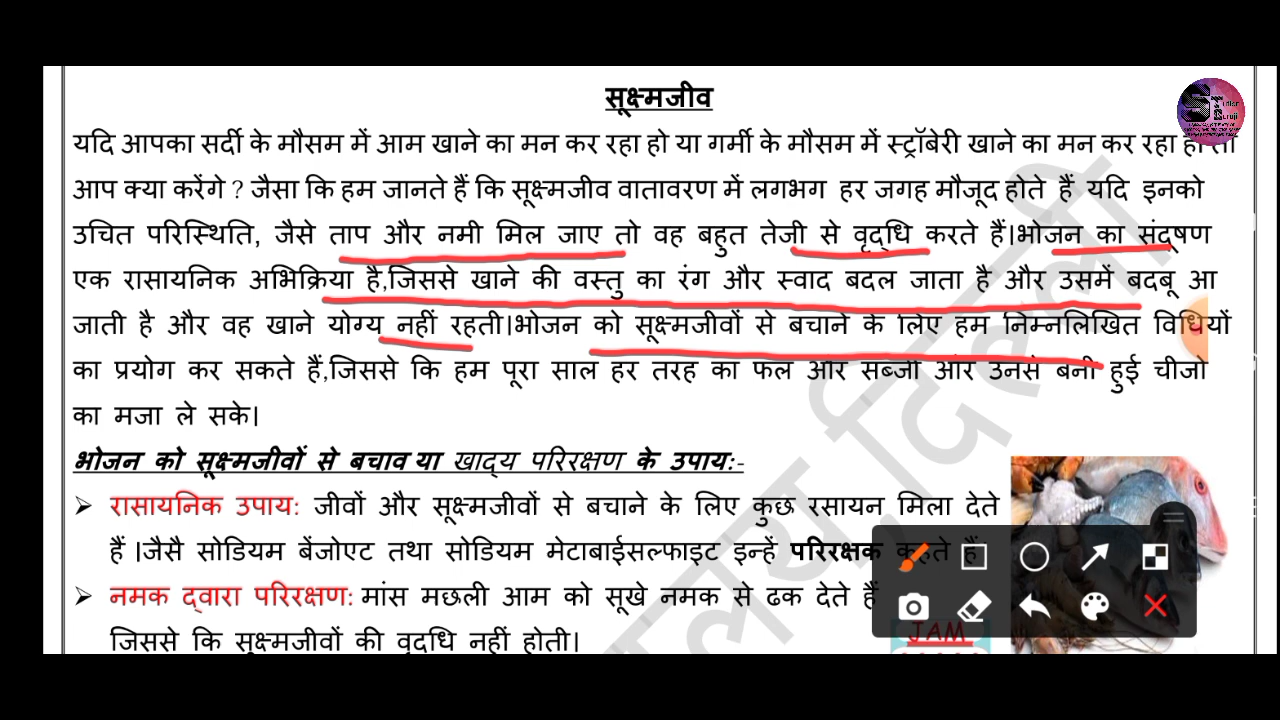 सूक्ष्मजीव
यदि आपका सर्दी के मौसम में आम खाने का मन कर रहा हो या गर्मी के मौसम में स्ट्रॉबेरी खाने का मन कर रहा हो तो
आप क्या करेंगे ? जैसा कि हम जानते हैं कि सूक्ष्मजीव वातावरण में लगभग हर जगह मौजूद होते हैं यदि इनको
उचित परिस्थिति, जैसे ताप और नमी मिल जाए तो वह बहुत तेजी से वृद्धि करते हैं।भोजन का संदूषण
एक रासायनिक अभिक्रिया है,जिससे खाने की वस्तु का रंग और स्वाद बदल जाता है और उसमें बदबू आ
जाती है और वह खाने योग्य नहीं रहती।भोजन को सूक्ष्मजीवों से बचाने के लिए हम निम्नलिखित विधियों
का प्रयोग कर सकते हैं,जिससे कि हम पूरा साल हर तरह का फल और सब्जी और उनसे बनी हुई चीजो
का मजा ले सके।
भोजन को सूक्ष्मजीवों से बचाव या खाद्य परिरक्षण के उपाय:-
➢ रासायनिक उपाय: जीवों और सूक्ष्मजीवों से बचाने के लिए कुछ रसायन मिला देते
हैं ।जैसै सोडियम बेंजोएट तथा सोडियम मेटाबाईसल्फाइट इन्हें परिरक्षक कहते हैं
➢ नमक द्वारा परिरक्षण: मांस मछली आम को सूखे नमक से ढक देते हैं
जिससे कि सूक्ष्मजीवों की वृद्धि नहीं होती।
JAM